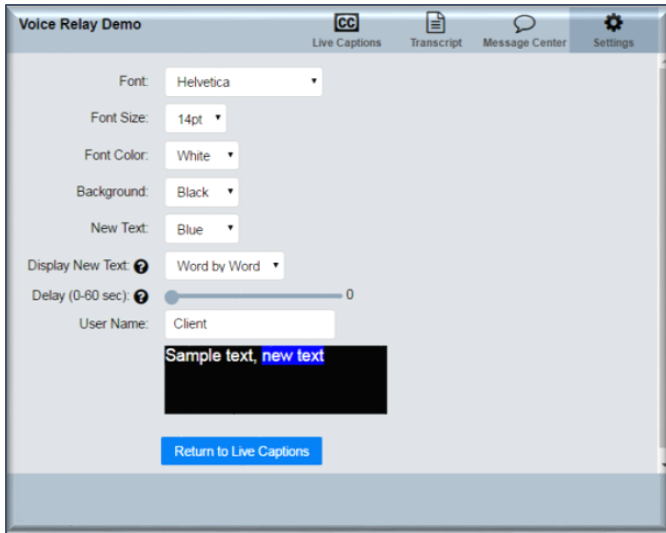 Voice Relay Demo
CC
Live Captions
Transcript
Message Center
Settings
Font: Helvetica
Font Size: 14pt
Font Color: White
Background: Black
New Text: Blue
Display New Text: ? Word by Word
Delay (0-60 sec): ? 0
User Name: Client
Sample text, new text
Return to Live Captions